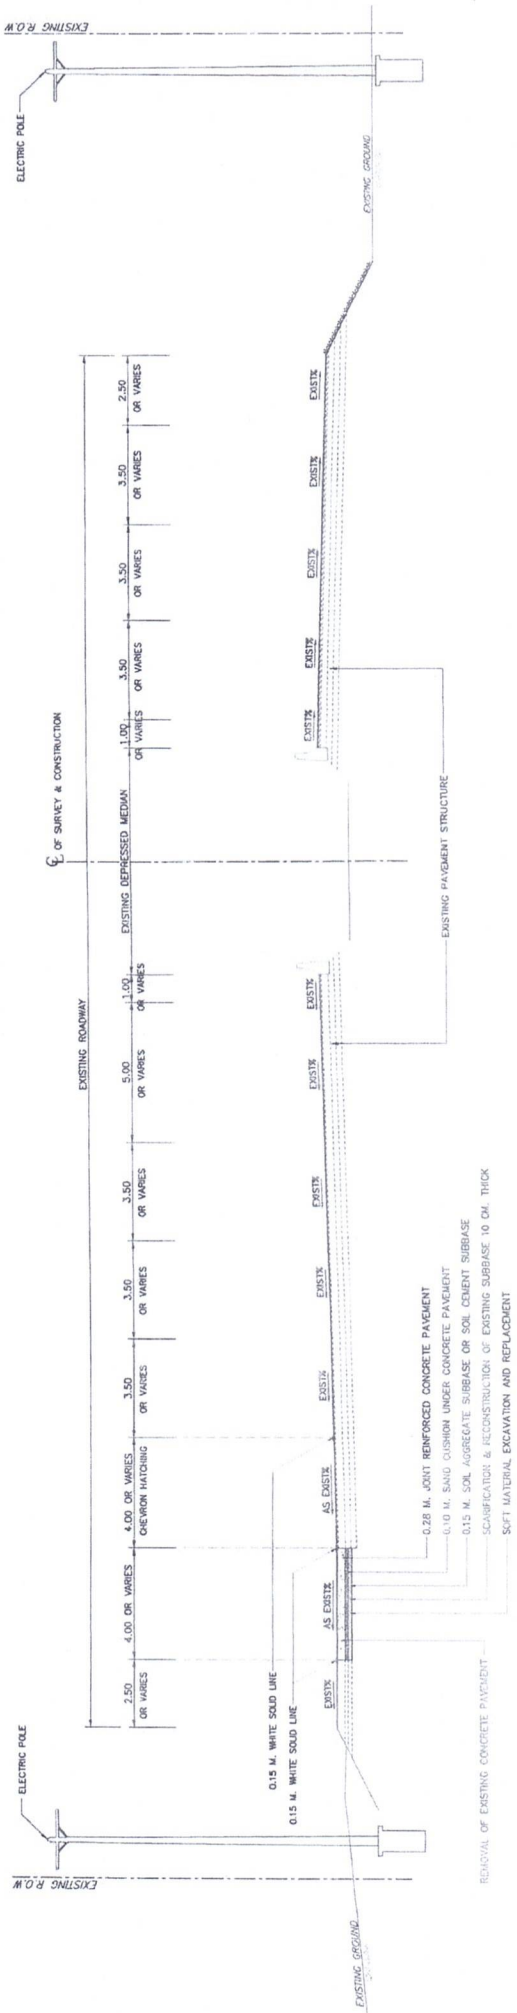 EXISTING R.O.W
ELECTRIC POLE
EXISTING GROUND
EXISTING ROADWAY
℄ OF SURVEY & CONSTRUCTION
2.50
OR VARIES
4.00 OR VARIES
4.00 OR VARIES
CHEVRON HATCHING
3.50
OR VARIES
3.50
OR VARIES
3.50
OR VARIES
5.00
OR VARIES
1.00
OR VARIES
EXISTING DEPRESSED MEDIAN
1.00
OR VARIES
3.50
OR VARIES
3.50
OR VARIES
3.50
OR VARIES
2.50
OR VARIES
ELECTRIC POLE
EXISTING R.O.W
0.15 M. WHITE SOLID LINE
0.15 M. WHITE SOLID LINE
EXIST%
AS EXIST%
AS EXIST%
EXIST%
EXIST%
EXIST%
EXIST%
EXIST%
EXIST%
EXIST%
EXIST%
EXIST%
EXIST%
EXISTING GROUND
EXISTING PAVEMENT STRUCTURE
0.28 M. JOINT REINFORCED CONCRETE PAVEMENT
0.10 M. SAND CUSHION UNDER CONCRETE PAVEMENT
0.15 M. SOIL AGGREGATE SUBBASE OR SOIL CEMENT SUBBASE
SCARIFICATION & RECONSTRUCTION OF EXISTING SUBBASE 10 CM. THICK
SOFT MATERIAL EXCAVATION AND REPLACEMENT
REMOVAL OF EXISTING CONCRETE PAVEMENT